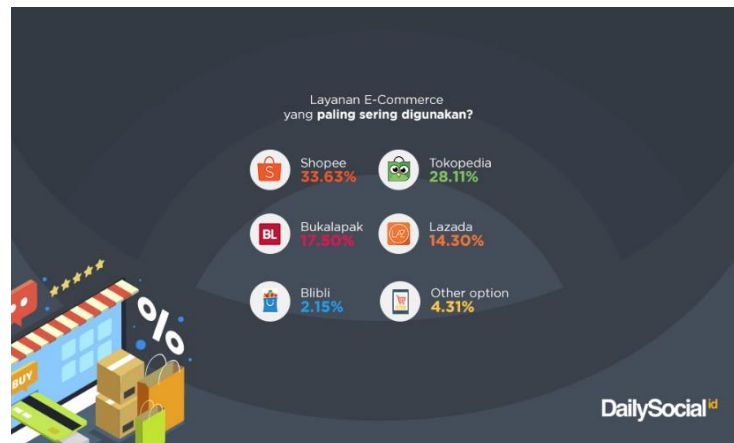 Layanan E-Commerce
yang paling sering digunakan?
Shopee
33.63%
Tokopedia
28.11%
BL
Bukalapak
17.50%
Lazada
14.30%
Blibli
2.15%
Other option
4.31%
%
BUY
DailySocial.id